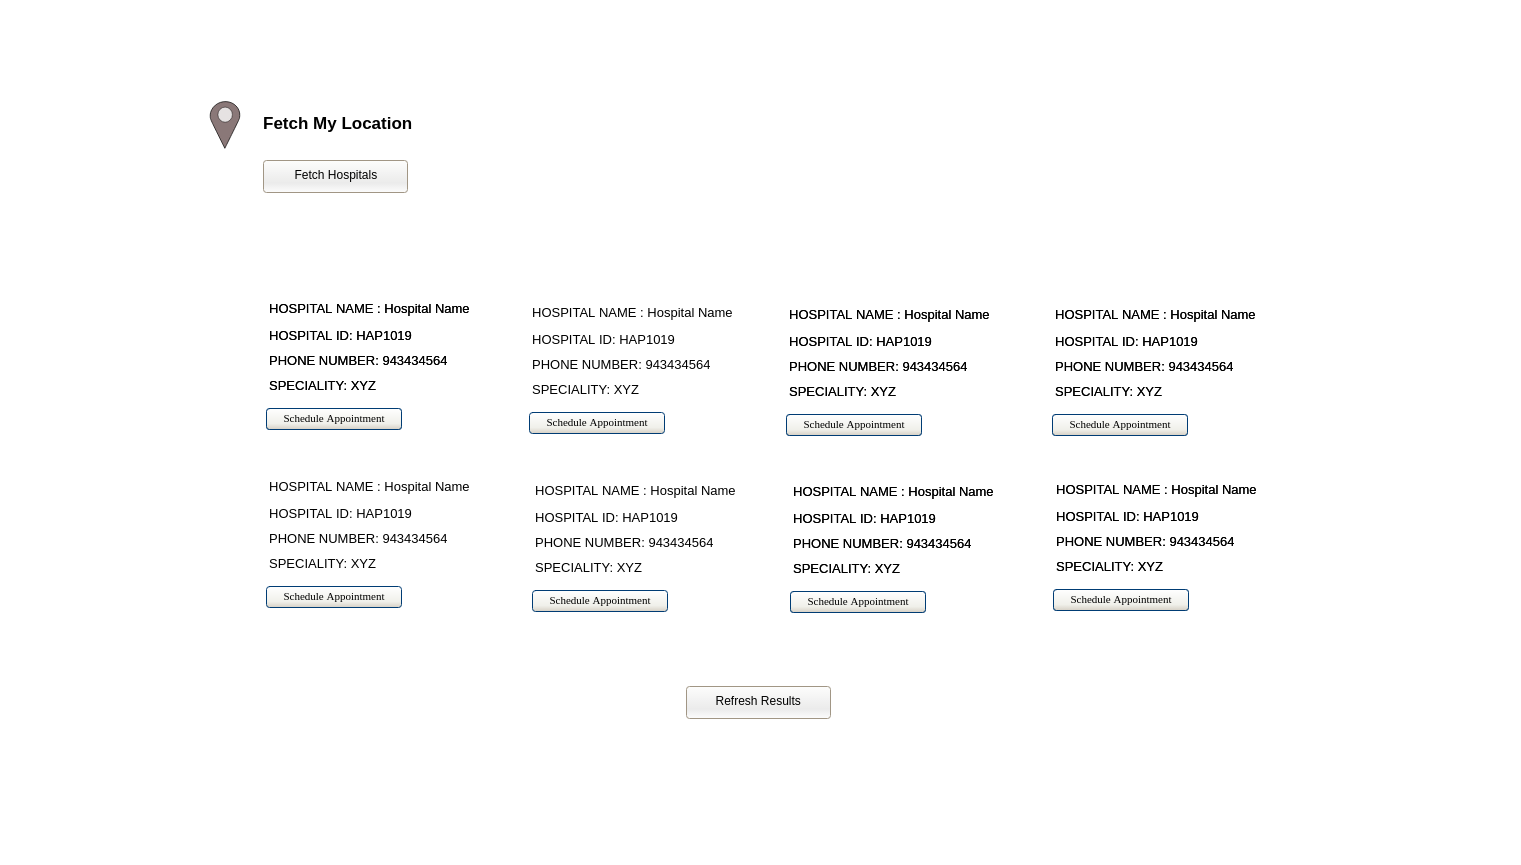 Fetch My Location
Fetch Hospitals
HOSPITAL NAME : Hospital Name
HOSPITAL ID: HAP1019
PHONE NUMBER: 943434564
SPECIALITY: XYZ
Schedule Appointment
HOSPITAL NAME : Hospital Name
HOSPITAL ID: HAP1019
PHONE NUMBER: 943434564
SPECIALITY: XYZ
Schedule Appointment
HOSPITAL NAME : Hospital Name
HOSPITAL ID: HAP1019
PHONE NUMBER: 943434564
SPECIALITY: XYZ
Schedule Appointment
HOSPITAL NAME : Hospital Name
HOSPITAL ID: HAP1019
PHONE NUMBER: 943434564
SPECIALITY: XYZ
Schedule Appointment
HOSPITAL NAME : Hospital Name
HOSPITAL ID: HAP1019
PHONE NUMBER: 943434564
SPECIALITY: XYZ
Schedule Appointment
HOSPITAL NAME : Hospital Name
HOSPITAL ID: HAP1019
PHONE NUMBER: 943434564
SPECIALITY: XYZ
Schedule Appointment
HOSPITAL NAME : Hospital Name
HOSPITAL ID: HAP1019
PHONE NUMBER: 943434564
SPECIALITY: XYZ
Schedule Appointment
HOSPITAL NAME : Hospital Name
HOSPITAL ID: HAP1019
PHONE NUMBER: 943434564
SPECIALITY: XYZ
Schedule Appointment
Refresh Results